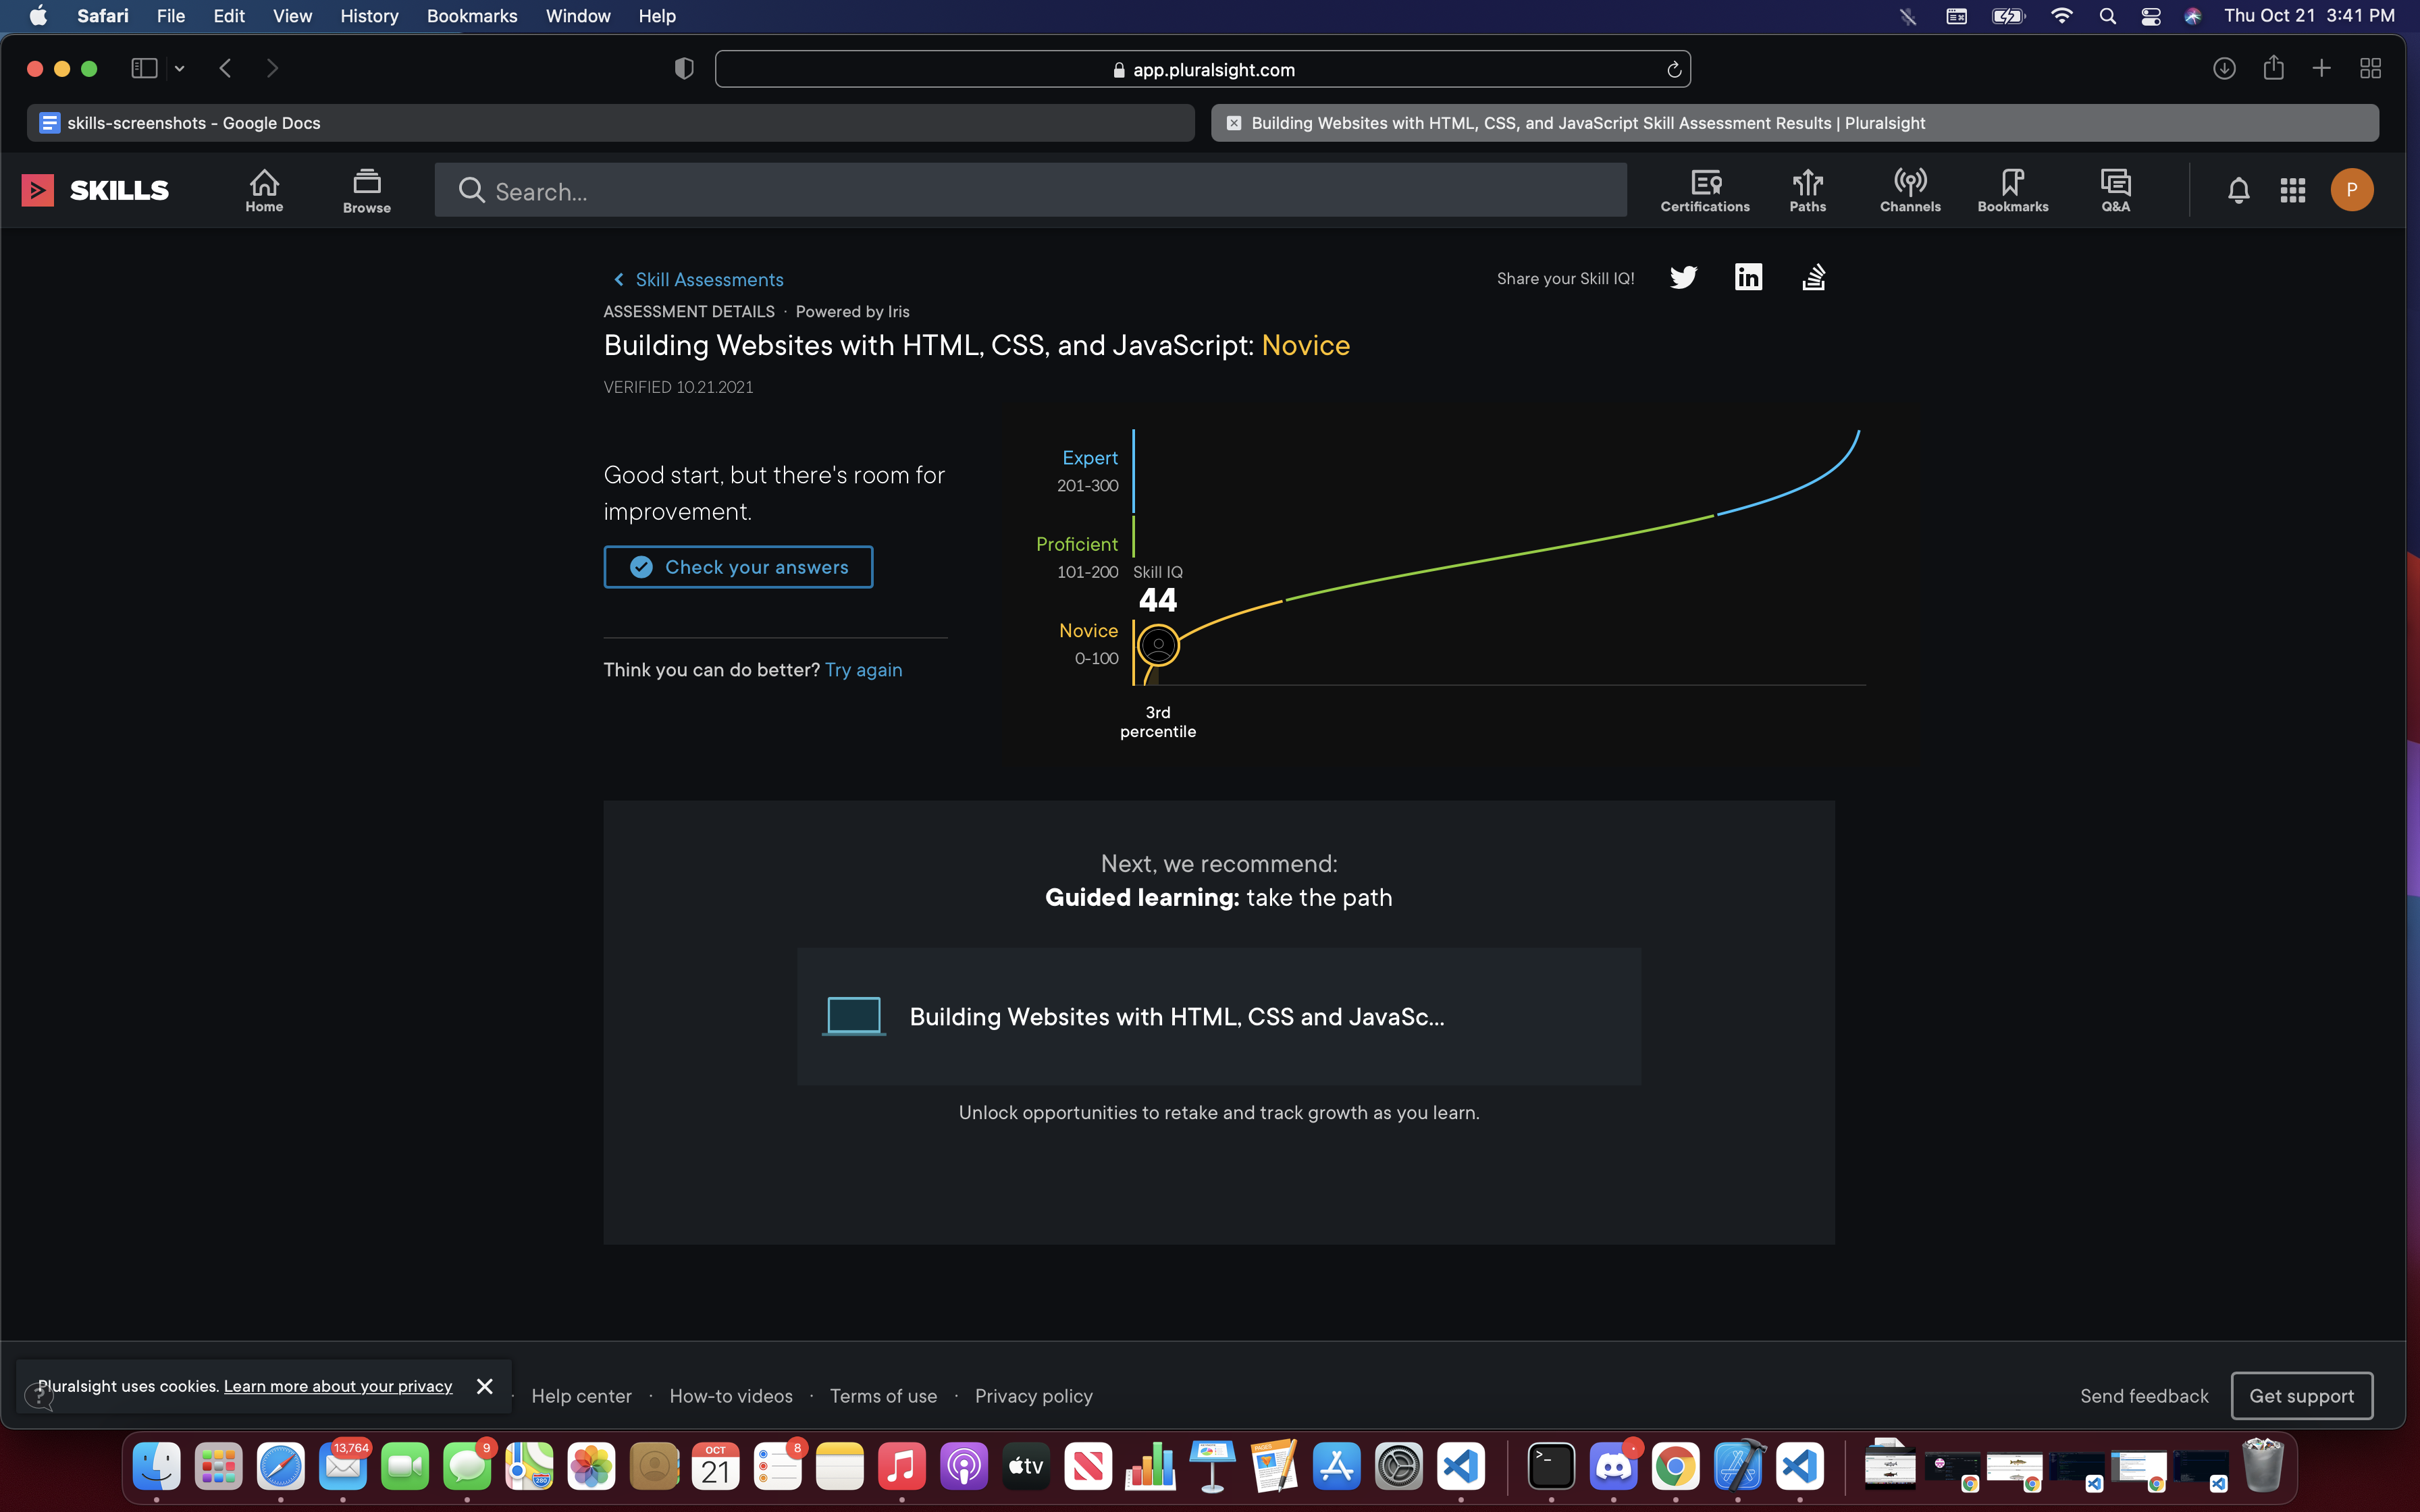 Safari File Edit View History Bookmarks Window Help Thu Oct 21 3:41 PM
app.pluralsight.com
skills-screenshots - Google Docs
Building Websites with HTML, CSS, and JavaScript Skill Assessment Results | Pluralsight
SKILLS
Home
Browse
Search...
Certifications
Paths
Channels
Bookmarks
Q&A
P
Skill Assessments
Share your Skill IQ!
in
ASSESSMENT DETAILS · Powered by Iris
Building Websites with HTML, CSS, and JavaScript: Novice
VERIFIED 10.21.2021
Good start, but there's room for
improvement.
Check your answers
Think you can do better? Try again
Expert
201-300
Proficient
101-200
Skill IQ
44
Novice
0-100
3rd
percentile
Next, we recommend:
Guided learning: take the path
Building Websites with HTML, CSS and JavaSc...
Unlock opportunities to retake and track growth as you learn.
Pluralsight uses cookies. Learn more about your privacy
· Help center · How-to videos · Terms of use · Privacy policy
Send feedback
Get support
13,764
9
OCT
21
8
tv